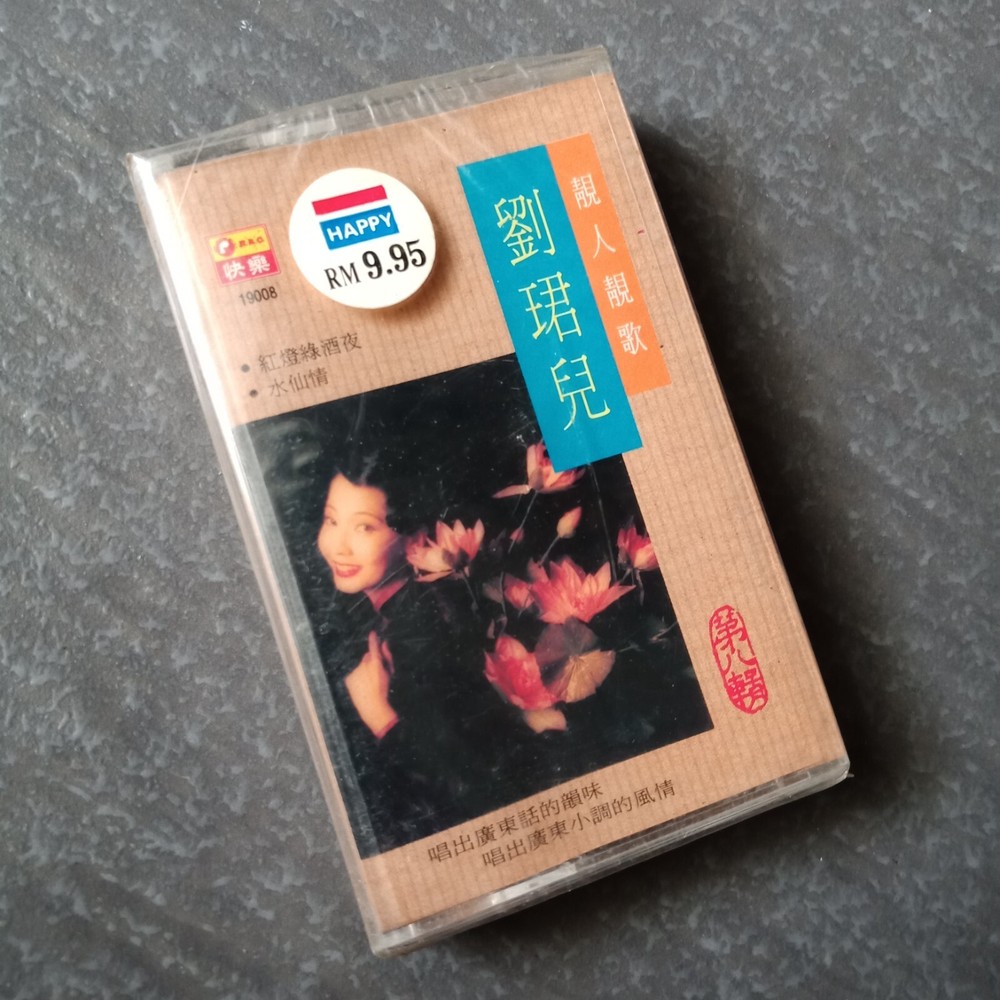 HAPPY
RM 9.95
快樂
19008
• 紅燈綠酒夜
• 水仙情
靚人靚歌
劉珺兒
第八輯
唱出廣東話的韻味
唱出廣東小調的風情